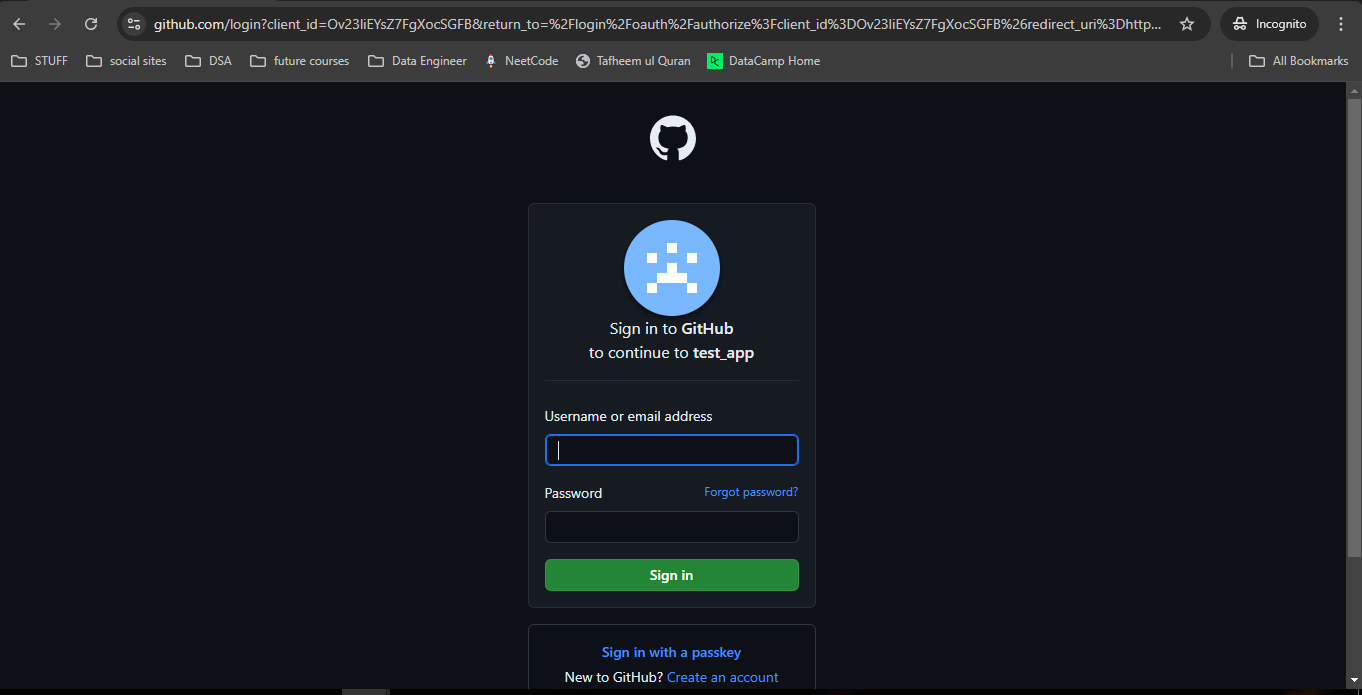 github.com/login?client_id=Ov23liEYsZ7FgXocSGFB&return_to=%2Flogin%2Foauth%2Fauthorize%3Fclient_id%3DOv23liEYsZ7FgXocSGFB%26redirect_uri%3Dhttp...
Incognito
STUFF
social sites
DSA
future courses
Data Engineer
NeetCode
Tafheem ul Quran
DataCamp Home
All Bookmarks
Sign in to GitHub
to continue to test_app
Username or email address
Password
Forgot password?
Sign in
Sign in with a passkey
New to GitHub? Create an account